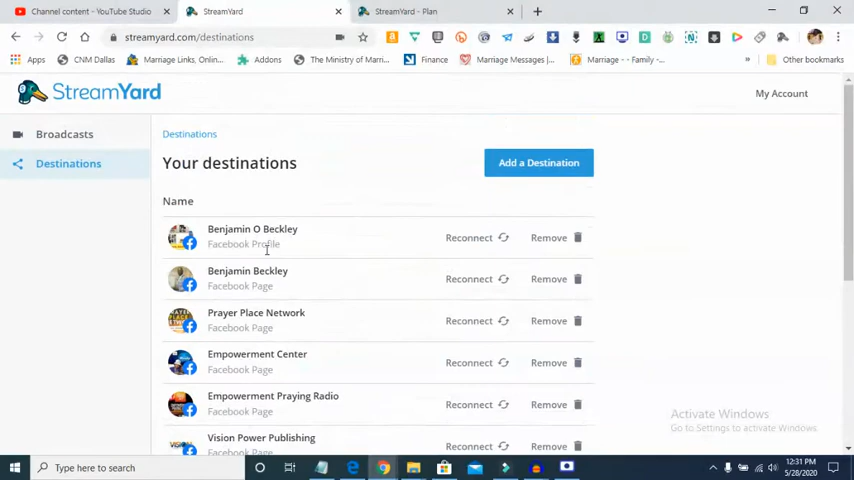 Channel content - YouTube Studio
StreamYard
StreamYard - Plan
streamyard.com/destinations
Apps
CNM Dallas
Marriage Links, Onlin...
Addons
The Ministry of Marri...
Finance
Marriage Messages |...
Marriage - - Family -...
Other bookmarks
StreamYard
My Account
Broadcasts
Destinations
Destinations
Your destinations
Add a Destination
Name
Benjamin O Beckley
Facebook Profile
Reconnect
Remove
Benjamin Beckley
Facebook Page
Reconnect
Remove
Prayer Place Network
Facebook Page
Reconnect
Remove
Empowerment Center
Facebook Page
Reconnect
Remove
Empowerment Praying Radio
Facebook Page
Reconnect
Remove
Vision Power Publishing
Reconnect
Remove
Activate Windows
Go to Settings to activate Windows.
Type here to search
12:31 PM
5/28/2020